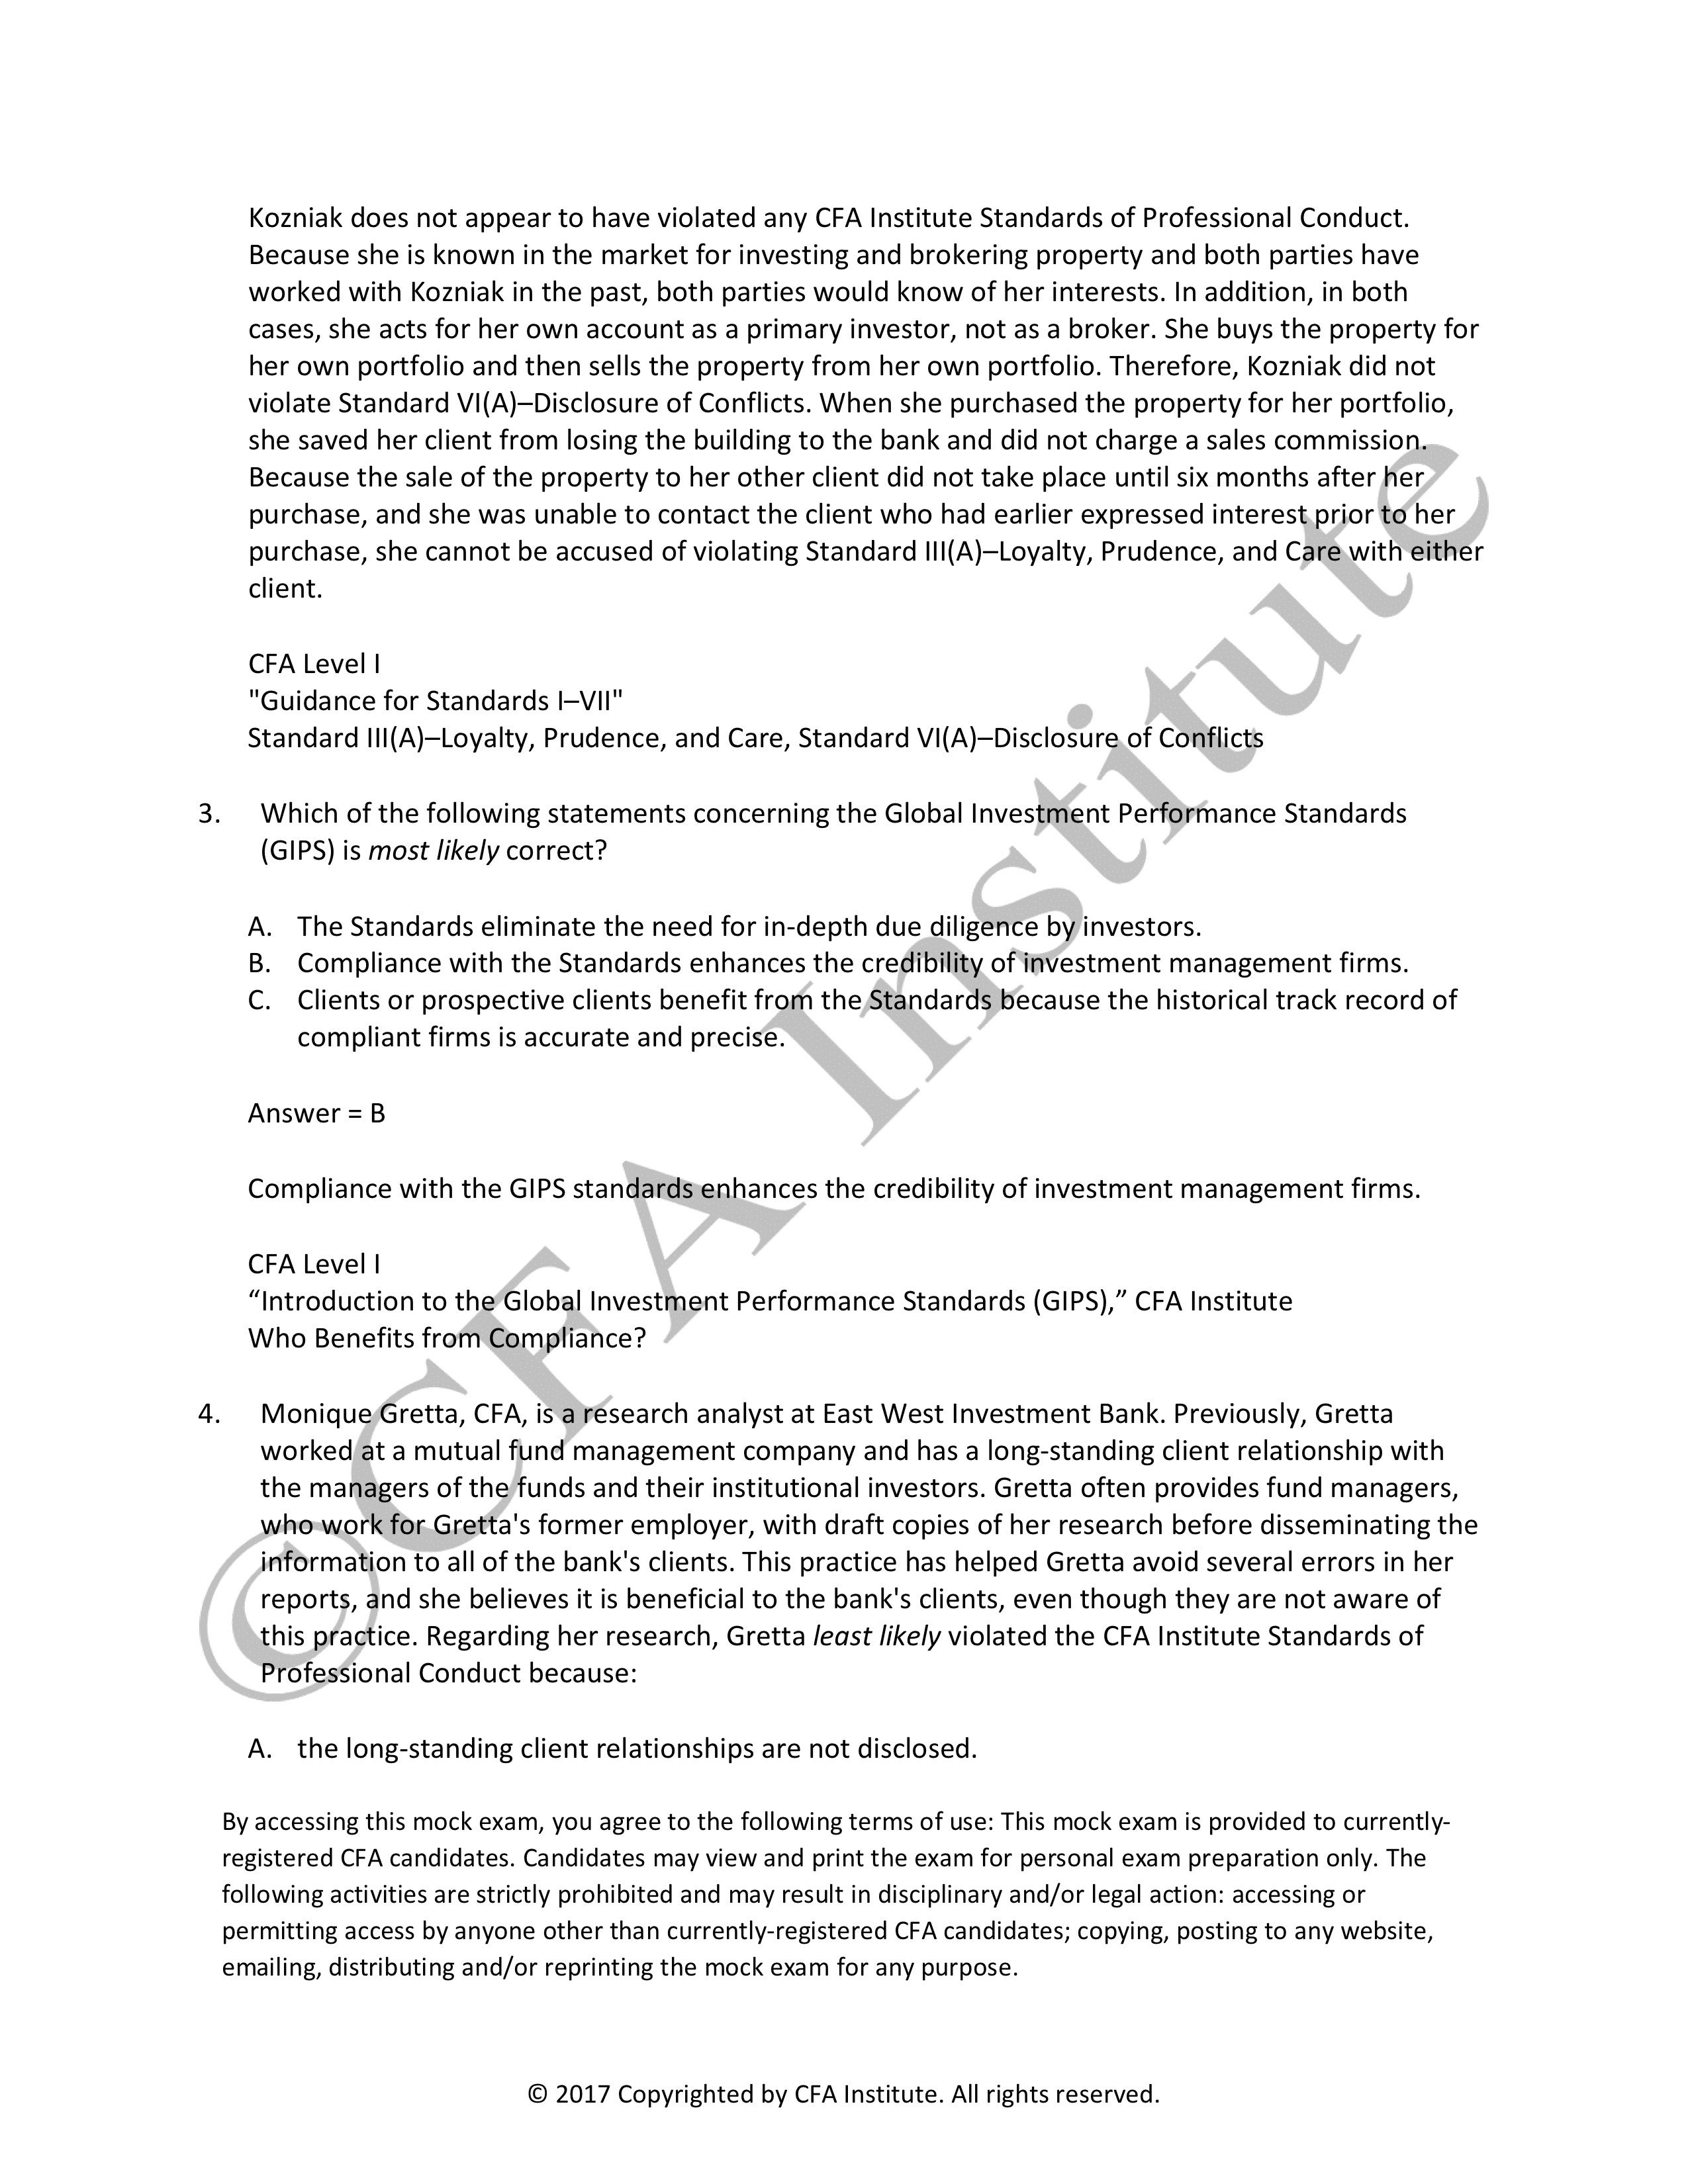 Kozniak does not appear to have violated any CFA Institute Standards of Professional Conduct.
Because she is known in the market for investing and brokering property and both parties have
worked with Kozniak in the past, both parties would know of her interests. In addition, in both
cases, she acts for her own account as a primary investor, not as a broker. She buys the property for
her own portfolio and then sells the property from her own portfolio. Therefore, Kozniak did not
violate Standard VI(A)–Disclosure of Conflicts. When she purchased the property for her portfolio,
she saved her client from losing the building to the bank and did not charge a sales commission.
Because the sale of the property to her other client did not take place until six months after her
purchase, and she was unable to contact the client who had earlier expressed interest prior to her
purchase, she cannot be accused of violating Standard III(A)–Loyalty, Prudence, and Care with either
client.
CFA Level I
"Guidance for Standards I–VII"
Standard III(A)–Loyalty, Prudence, and Care, Standard VI(A)–Disclosure of Conflicts
3. Which of the following statements concerning the Global Investment Performance Standards
(GIPS) is most likely correct?
A. The Standards eliminate the need for in-depth due diligence by investors.
B. Compliance with the Standards enhances the credibility of investment management firms.
C. Clients or prospective clients benefit from the Standards because the historical track record of
compliant firms is accurate and precise.
Answer = B
Compliance with the GIPS standards enhances the credibility of investment management firms.
CFA Level I
“Introduction to the Global Investment Performance Standards (GIPS),” CFA Institute
Who Benefits from Compliance?
4. Monique Gretta, CFA, is a research analyst at East West Investment Bank. Previously, Gretta
worked at a mutual fund management company and has a long-standing client relationship with
the managers of the funds and their institutional investors. Gretta often provides fund managers,
who work for Gretta's former employer, with draft copies of her research before disseminating the
information to all of the bank's clients. This practice has helped Gretta avoid several errors in her
reports, and she believes it is beneficial to the bank's clients, even though they are not aware of
this practice. Regarding her research, Gretta least likely violated the CFA Institute Standards of
Professional Conduct because:
A. the long-standing client relationships are not disclosed.
By accessing this mock exam, you agree to the following terms of use: This mock exam is provided to currently-
registered CFA candidates. Candidates may view and print the exam for personal exam preparation only. The
following activities are strictly prohibited and may result in disciplinary and/or legal action: accessing or
permitting access by anyone other than currently-registered CFA candidates; copying, posting to any website,
emailing, distributing and/or reprinting the mock exam for any purpose.
© 2017 Copyrighted by CFA Institute. All rights reserved.
© CFA Institute